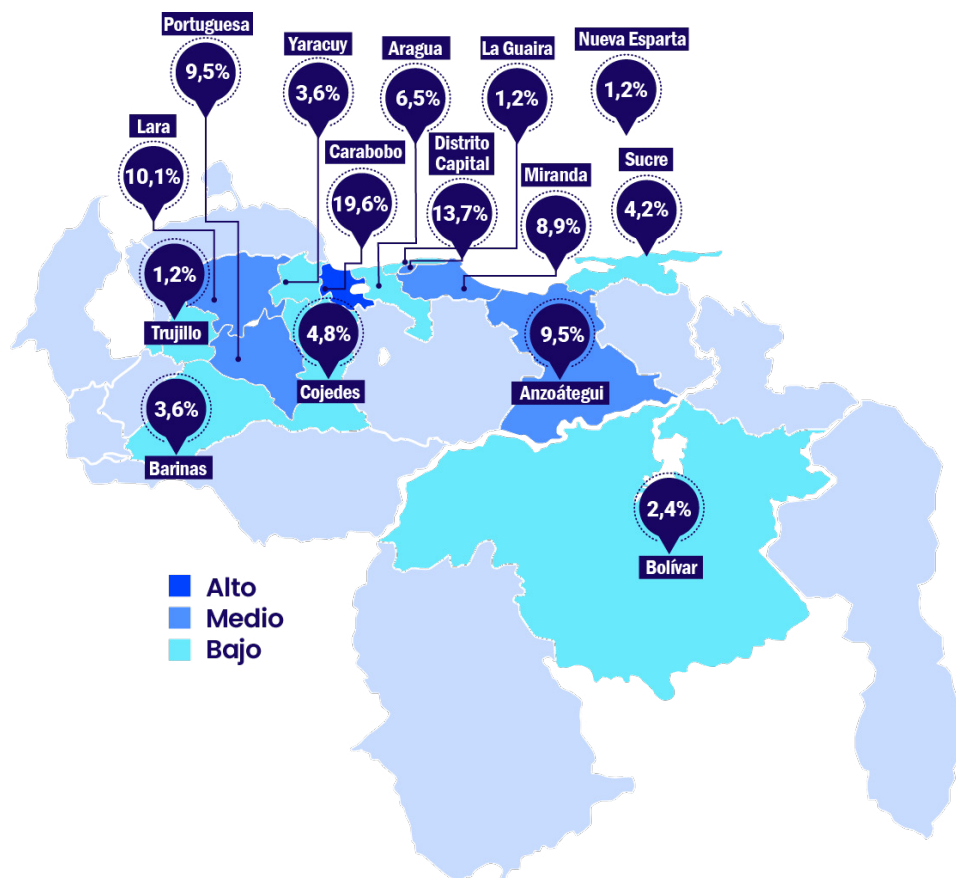 Portuguesa
9,5%
Yaracuy
3,6%
Aragua
6,5%
La Guaira
1,2%
Nueva Esparta
1,2%
Lara
10,1%
Carabobo
19,6%
Distrito
Capital
13,7%
Miranda
8,9%
Sucre
4,2%
1,2%
Trujillo
4,8%
Cojedes
9,5%
Anzoátegui
3,6%
Barinas
2,4%
Bolívar
Alto
Medio
Bajo